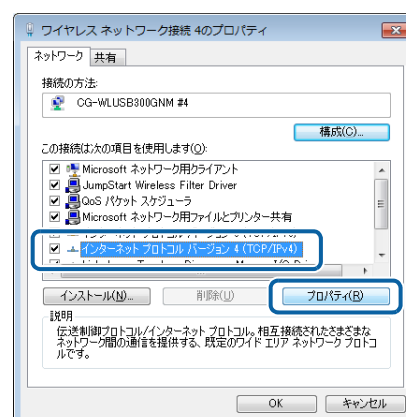 ワイヤレス ネットワーク接続 4のプロパティ
ネットワーク 共有
接続の方法:
CG-WLUSB300GNM #4
構成(C)...
この接続は次の項目を使用します(O):
Microsoft ネットワーク用クライアント
JumpStart Wireless Filter Driver
QoS パケット スケジューラ
Microsoft ネットワーク用ファイルとプリンター共有
インターネット プロトコル バージョン 4 (TCP/IPv4)
インストール(N)... 削除(U) プロパティ(R)
説明
伝送制御プロトコル/インターネット プロトコル。相互接続されたさまざまな
ネットワーク間の通信を提供する、既定のワイド エリア ネットワーク プロトコ
ルです。
OK キャンセル